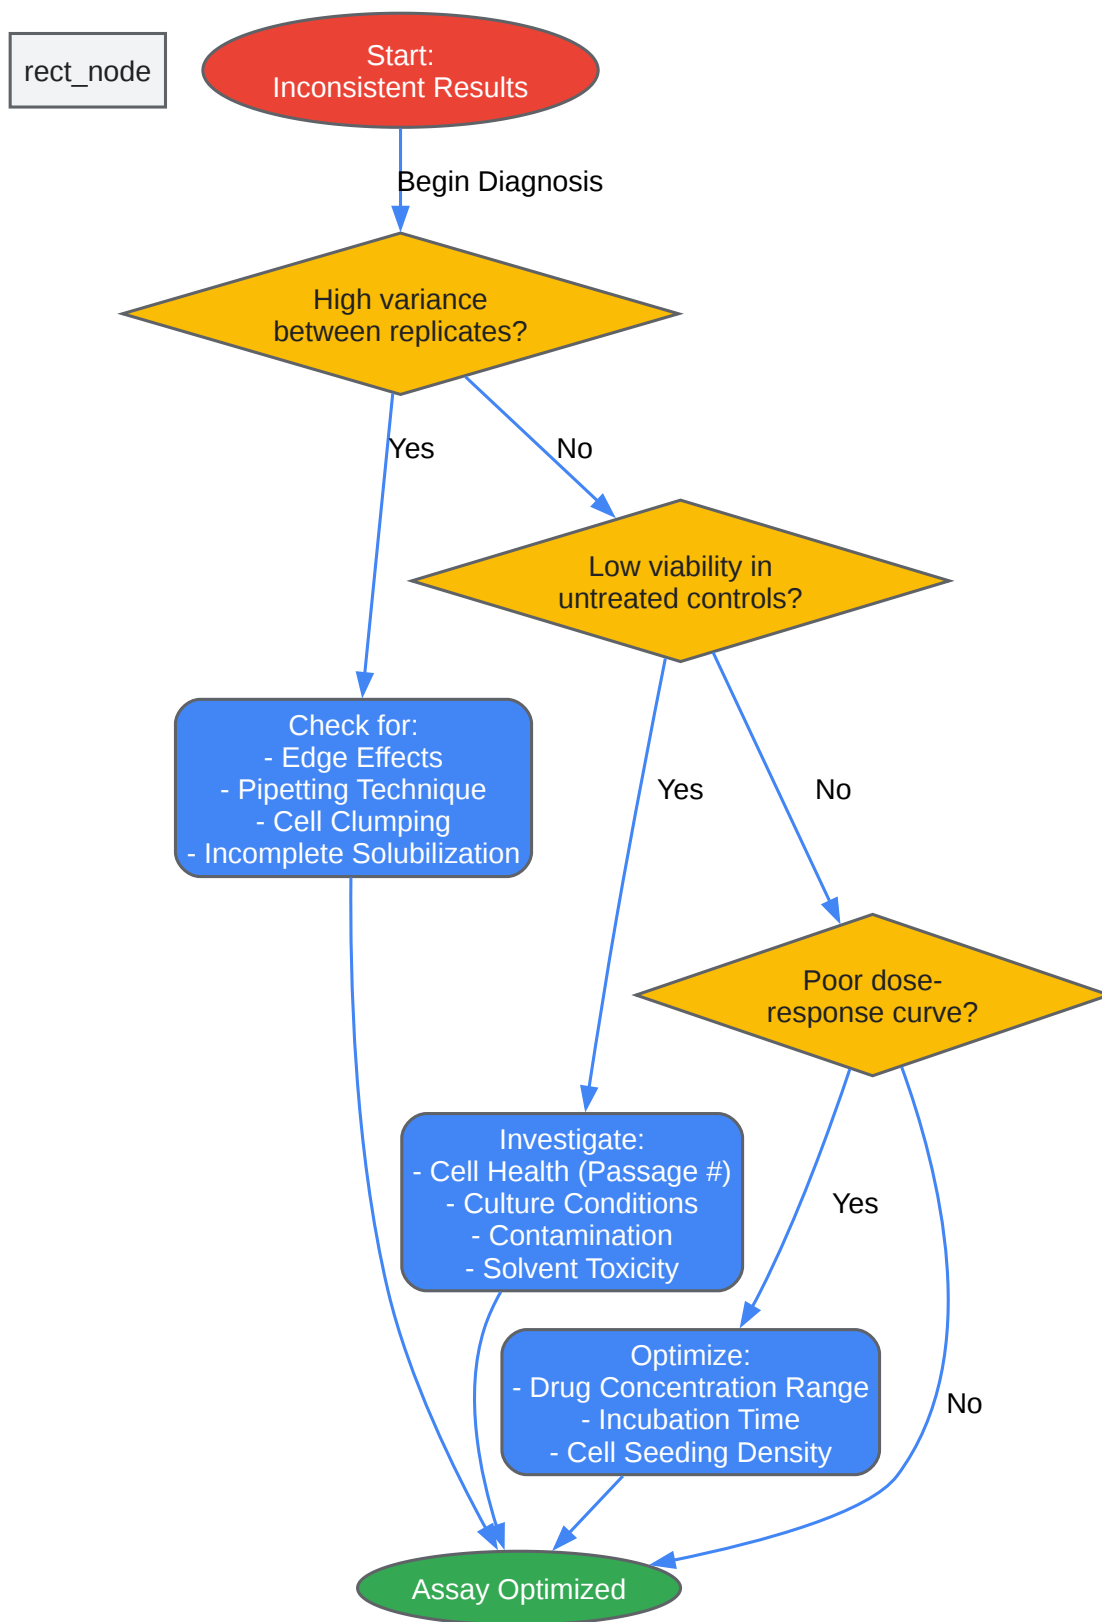 rect_node
Start:
Inconsistent Results
Begin Diagnosis
High variance
between replicates?
Yes
No
Low viability in
untreated controls?
Check for:
- Edge Effects
- Pipetting Technique
- Cell Clumping
- Incomplete Solubilization
Yes
No
Poor dose-
response curve?
Investigate:
- Cell Health (Passage #)
- Culture Conditions
- Contamination
- Solvent Toxicity
Yes
Optimize:
- Drug Concentration Range
- Incubation Time
- Cell Seeding Density
No
Assay Optimized